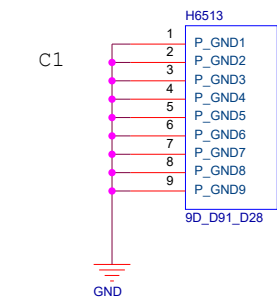 H6513
C1
1 P_GND1
2 P_GND2
3 P_GND3
4 P_GND4
5 P_GND5
6 P_GND6
7 P_GND7
8 P_GND8
9 P_GND9
9D_D91_D28
GND